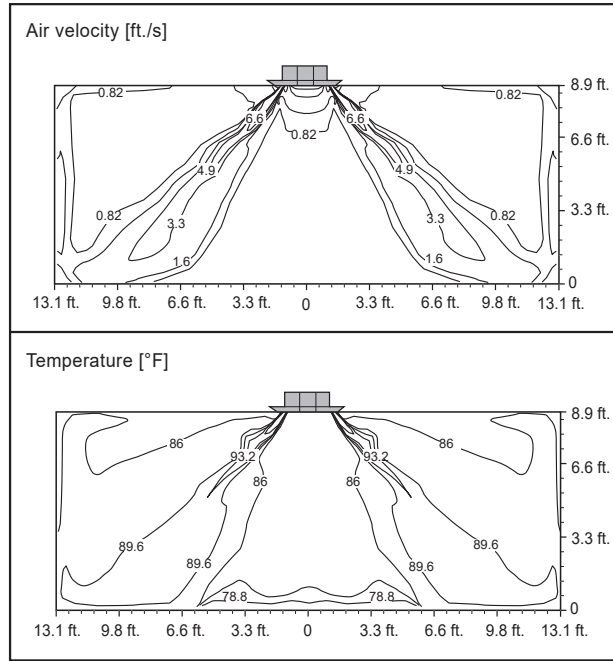 Air velocity [ft./s]
0.82 0.82 8.9 ft.
6.6 6.6 6.6 ft.
0.82
4.9 4.9
3.3 ft.
0.82 3.3 3.3 0.82
1.6 1.6
0
13.1 ft. 9.8 ft. 6.6 ft. 3.3 ft. 0 3.3 ft. 6.6 ft. 9.8 ft. 13.1 ft.
Temperature [°F]
8.9 ft.
86 86
93.2 93.2 6.6 ft.
86 86
89.6 89.6 3.3 ft.
89.6 89.6
78.8 78.8
0
13.1 ft. 9.8 ft. 6.6 ft. 3.3 ft. 0 3.3 ft. 6.6 ft. 9.8 ft. 13.1 ft.